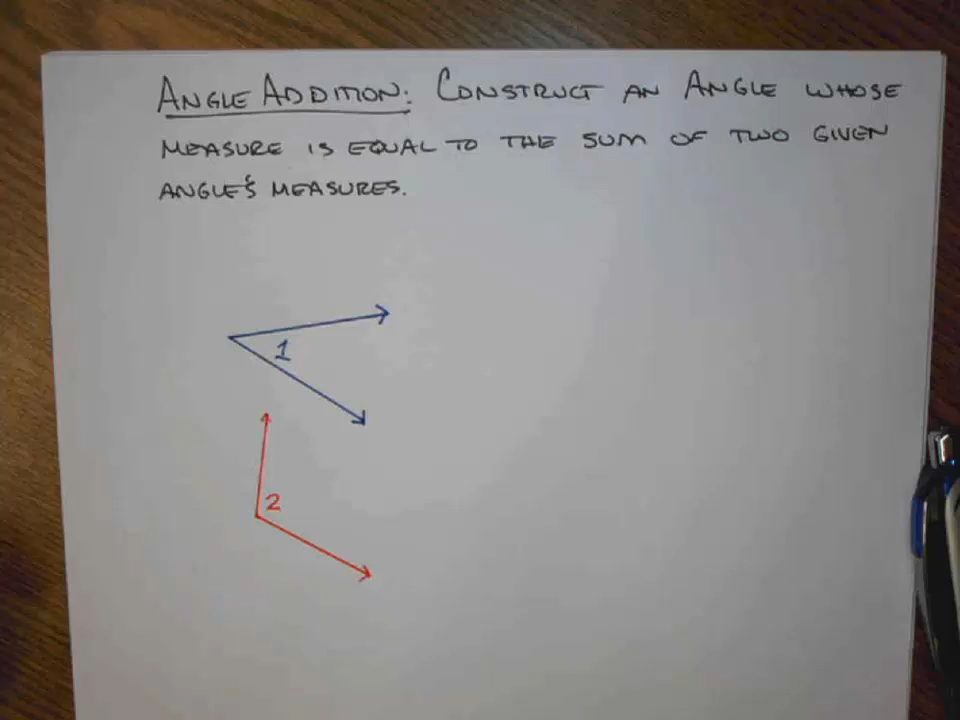 ANGLE ADDITION: CONSTRUCT AN ANGLE WHOSE
MEASURE IS EQUAL TO THE SUM OF TWO GIVEN
ANGLE'S MEASURES.
1
2